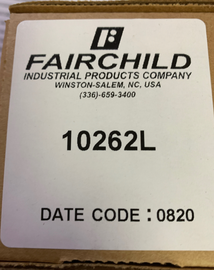 FAIRCHILD
INDUSTRIAL PRODUCTS COMPANY
WINSTON-SALEM, NC, USA
(336)-659-3400
10262L
DATE CODE : 0820